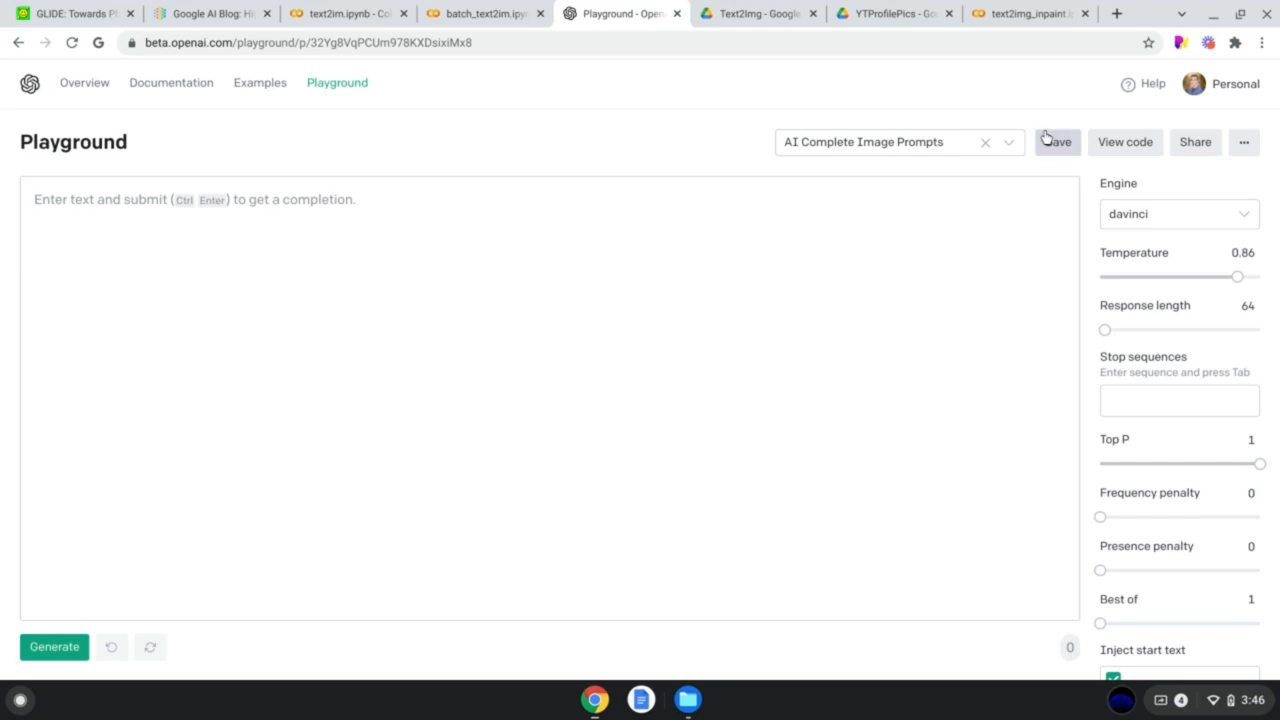 GLIDE: Towards Ph
Google AI Blog: Hi
text2im.ipynb - Col
batch_text2im.ipy
Playground - Open
Text2Img - Google
YTProfilePics - Go
text2img_inpaint.i
beta.openai.com/playground/p/32Yg8VqPCUm978KXDsixiMx8
Overview
Documentation
Examples
Playground
Help
Personal
Playground
AI Complete Image Prompts
View code
Share
Enter text and submit (Ctrl Enter) to get a completion.
Engine
davinci
Temperature 0.86
Response length 64
Stop sequences
Enter sequence and press Tab
Top P 1
Frequency penalty 0
Presence penalty 0
Best of 1
Inject start text
Generate
0
4
3:46